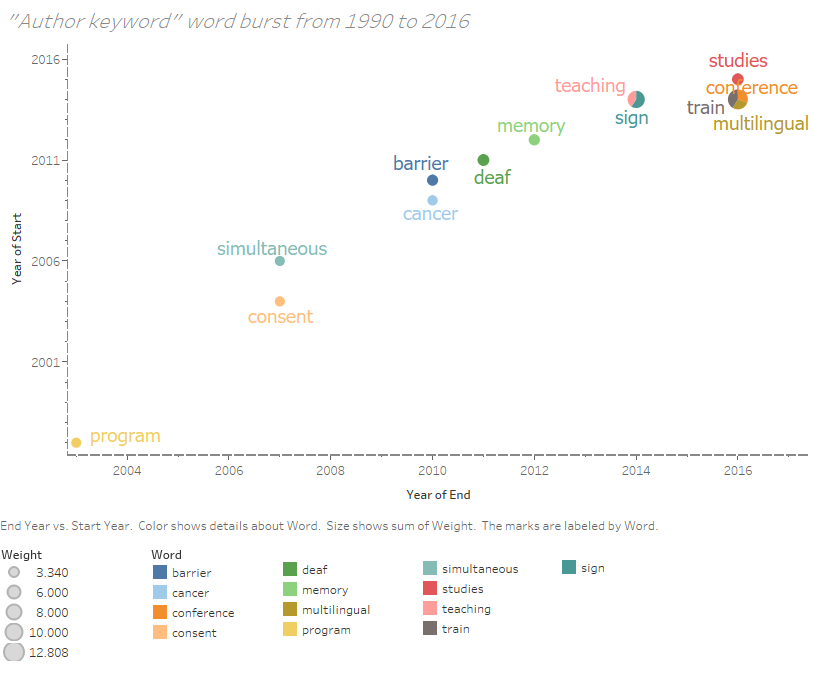 "Author keyword" word burst from 1990 to 2016
2016
studies
conference
teaching
train
sign
multilingual
memory
2011
barrier
deaf
cancer
Year of Start
simultaneous
2006
consent
2001
program
2004 2006 2008 2010 2012 2014 2016
Year of End
End Year vs. Start Year. Color shows details about Word. Size shows sum of Weight. The marks are labeled by Word.
Weight
3.340
6.000
8.000
10.000
12.808
Word
barrier
cancer
conference
consent
deaf
memory
multilingual
program
simultaneous
studies
teaching
train
sign